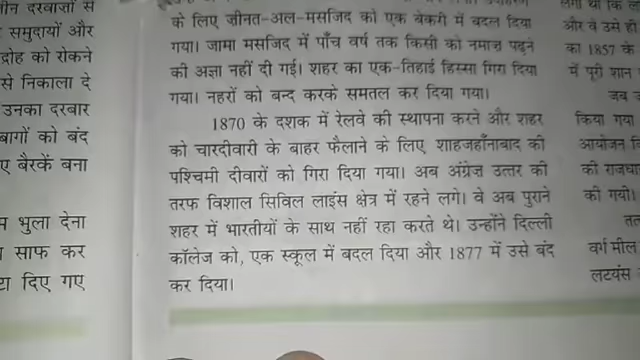 दरवाज़ों से
समुदायों और
द्रोह को रोकने
से निकाला दे
उनका दरबार
बागों को बंद
ए बैरकें बना
भुला देना
साफ कर
दिए गए
के लिए ज़ीनत-अल-मसजिद को एक बेकरी में बदल दिया
गया। जामा मसजिद में पाँच वर्ष तक किसी को नमाज़ पढ़ने
की अज्ञा नहीं दी गई। शहर का एक-तिहाई हिस्सा गिरा दिया
गया। नहरों को बन्द करके समतल कर दिया गया।
1870 के दशक में रेलवे की स्थापना करने और शहर
को चारदीवारी के बाहर फैलाने के लिए शाहजहाँनाबाद की
पश्चिमी दीवारों को गिरा दिया गया। अब अंग्रेज़ उत्तर की
तरफ विशाल सिविल लाइंस क्षेत्र में रहने लगे। वे अब पुराने
शहर में भारतीयों के साथ नहीं रहा करते थे। उन्होंने दिल्ली
कॉलेज को, एक स्कूल में बदल दिया और 1877 में उसे बंद
कर दिया।
और वे उसे ही
का 1857 के
में पूरी शान
जब
किया गया
आयोजन
की राजधा
की गयी।
वर्ग मील
लटयंस